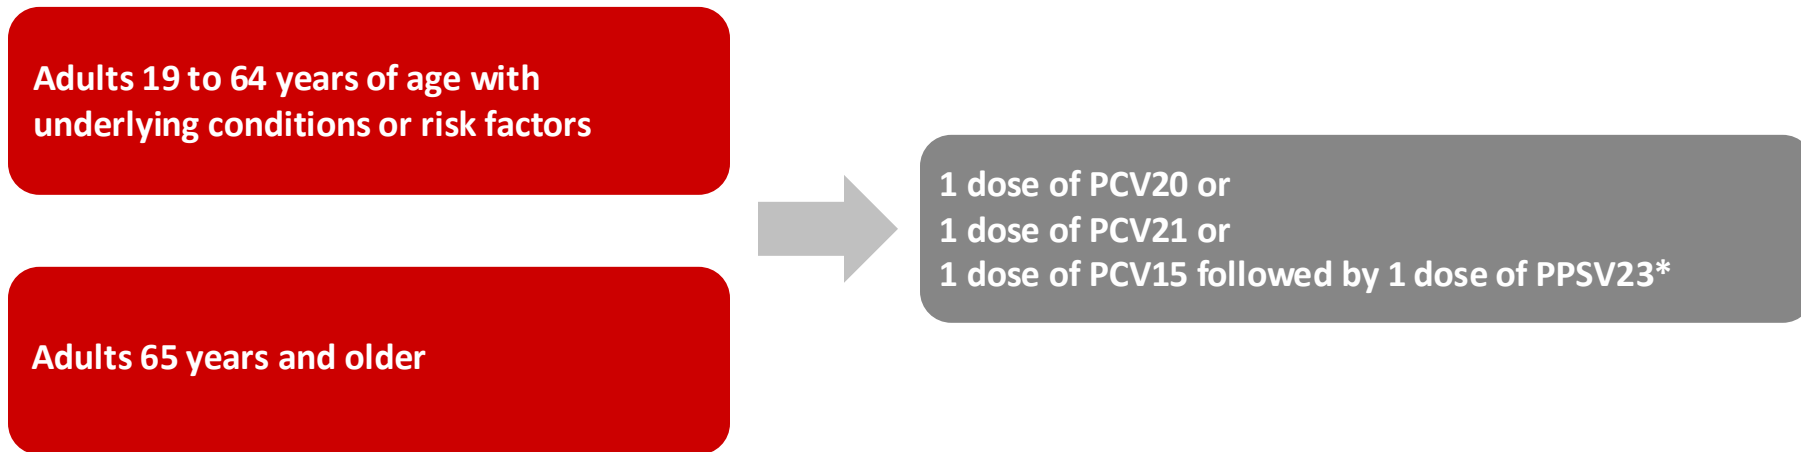 Adults 19 to 64 years of age with
underlying conditions or risk factors
1 dose of PCV20 or
1 dose of PCV21 or
1 dose of PCV15 followed by 1 dose of PPSV23*
Adults 65 years and older